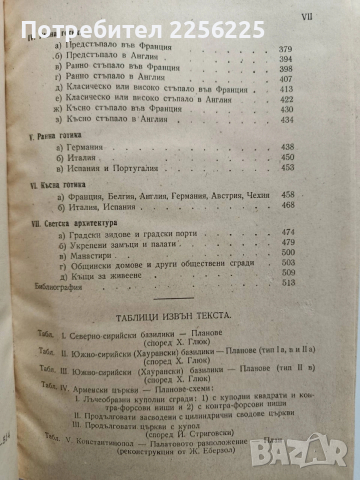 VII
а) Предстъпало във Франция 379
б) Предстъпало в Англия 394
в) Ранно стъпало във Франция 398
г) Ранно стъпало в Англия 407
д) Класическо или високо стъпало във Франция 413
е) Класическо или високо стъпало в Англия 422
ж) Късно стъпало във Франция 430
з) Късно стъпало в Англия 434
V. Ранна готика
а) Германия 438
б) Италия 450
в) Испания и Португалия 453
VI. Късна готика
а) Франция, Белгия, Англия, Германия, Австрия, Чехия 458
б) Италия, Испания 468
VII. Светска архитектура
а) Градски зидове и градски порти 474
б) Укрепени замъци и палати 479
в) Манастири 500
г) Общински домове и други обществени сгради 503
д) Къщи за живеене 509
Библиография 513
ТАБЛИЦИ ИЗВЪН ТЕКСТА.
Табл. I. Северно-сирийски базилики — Планове
(според Х. Глюк)
Табл. II. Южно-сирийски (Хаурански) базилики — Планове (тип I а, в и II а)
Табл. III Южно-сирийски (Хаурански) базилики — Планове (тип II в)
(според Х. Глюк)
Табл. IV. Арменски църкви — Планове-схеми:
I. Лъчеобразни куполни сгради: 1) с куполни квадрати и контра-форсови ниши и 2) с контра-форсови ниши
II. Продълговати засводени с цилиндрични сводове църкви
III. Продълговати църкви с купол
(според Й. Стриговски)
Табл. V. Константинопол — Палатовото разположение — План
(реконструкция от Ж. Еберзол)
bazar.bg